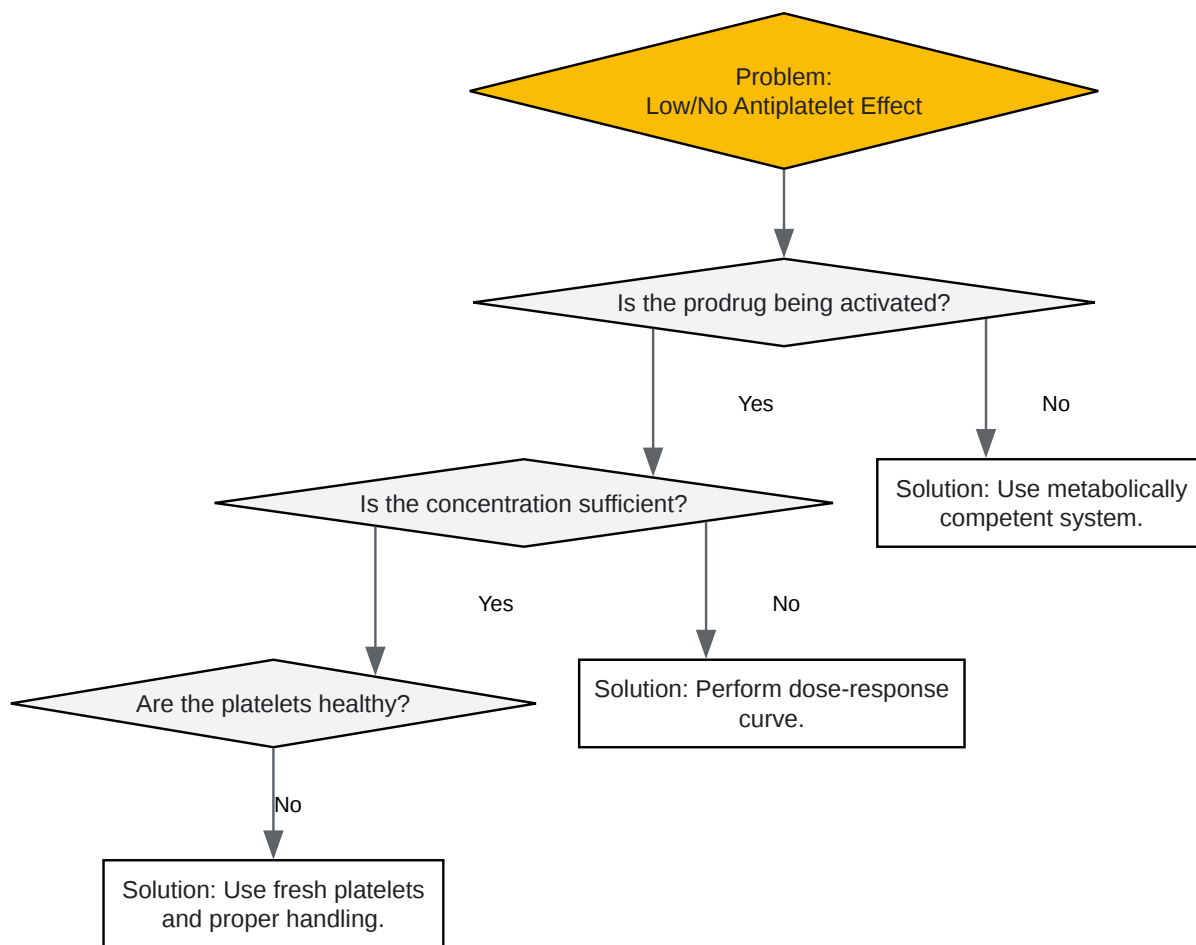 Problem:
Low/No Antiplatelet Effect
Is the prodrug being activated?
Yes
No
Is the concentration sufficient?
Solution: Use metabolically
competent system.
Yes
No
Are the platelets healthy?
Solution: Perform dose-response
curve.
No
Solution: Use fresh platelets
and proper handling.